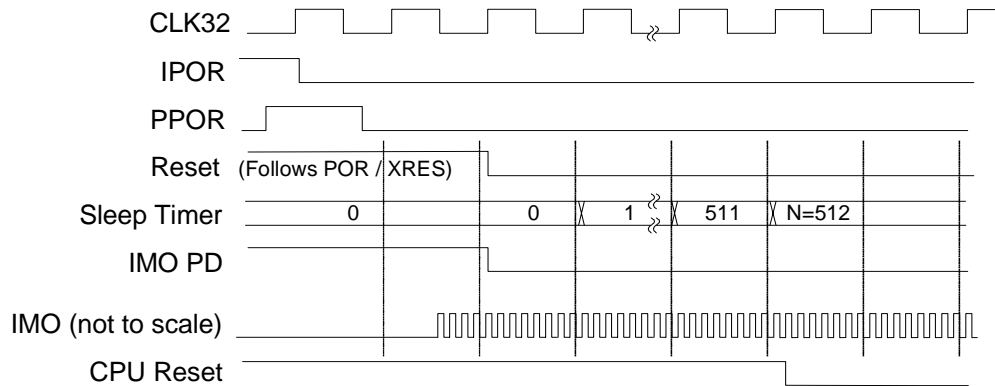 CLK32
IPOR
PPOR
Reset (Follows POR / XRES)
Sleep Timer 0 0 1 511 N=512
IMO PD
IMO (not to scale)
CPU Reset